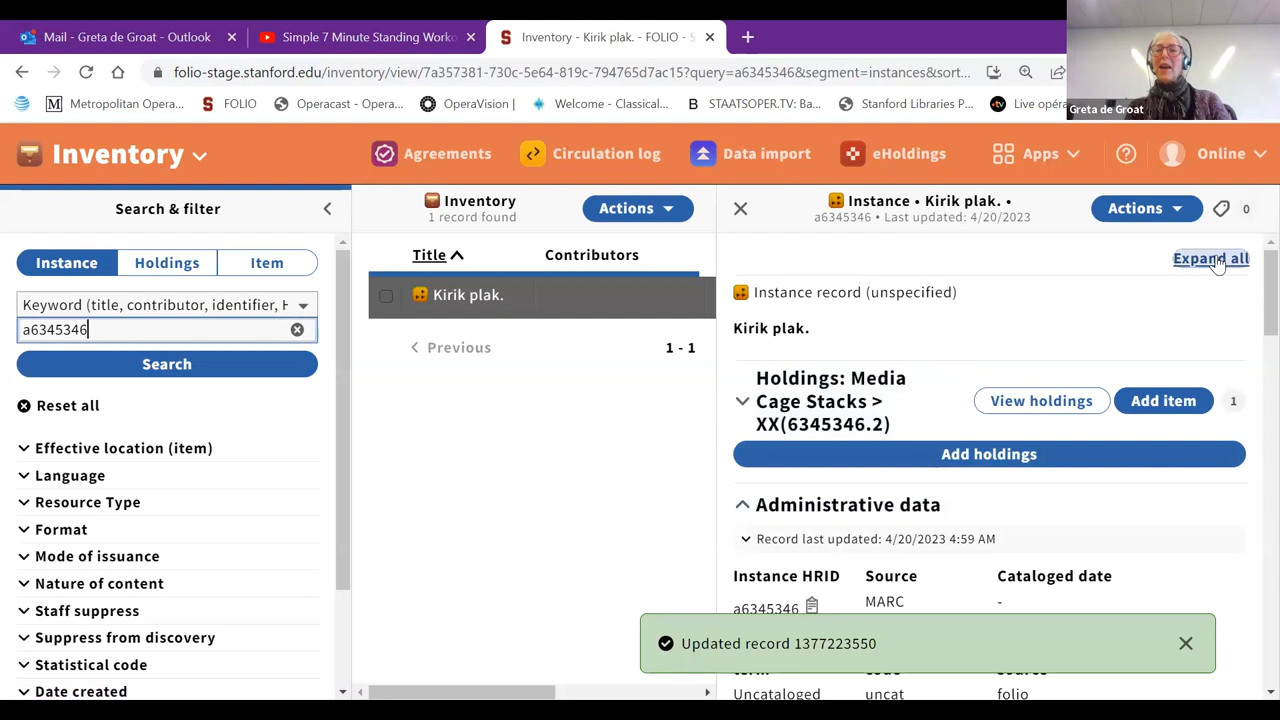 Mail - Greta de Groat - Outlook
Simple 7 Minute Standing Worko
Inventory - Kirik plak. - FOLIO - S
folio-stage.stanford.edu/inventory/view/7a357381-730c-5e64-819c-794765ac15?query=a6345346&segment=instances&sort...
Metropolitan Opera...
FOLIO
Operacast - Opera...
OperaVision |
Welcome - Classical...
STAATSOPER.TV: Ba...
Stanford Libraries P...
Live opéra
Greta de Groat
Inventory
Agreements
Circulation log
Data import
eHoldings
Apps
Online
Search & filter
Instance
Holdings
Item
Keyword (title, contributor, identifier, H
a6345346
Search
Reset all
Effective location (item)
Language
Resource Type
Format
Mode of issuance
Nature of content
Staff suppress
Suppress from discovery
Statistical code
Date created
Inventory
1 record found
Actions
Title
Contributors
Kirik plak.
Previous
1 - 1
Instance • Kirik plak. •
a6345346 • Last updated: 4/20/2023
Actions
0
Expand all
Instance record (unspecified)
Kirik plak.
Holdings: Media
Cage Stacks >
XX(6345346.2)
View holdings
Add item
1
Add holdings
Administrative data
Record last updated: 4/20/2023 4:59 AM
Instance HRID
Source
Cataloged date
a6345346
MARC
-
Updated record 1377223550
Uncataloged
uncat
folio